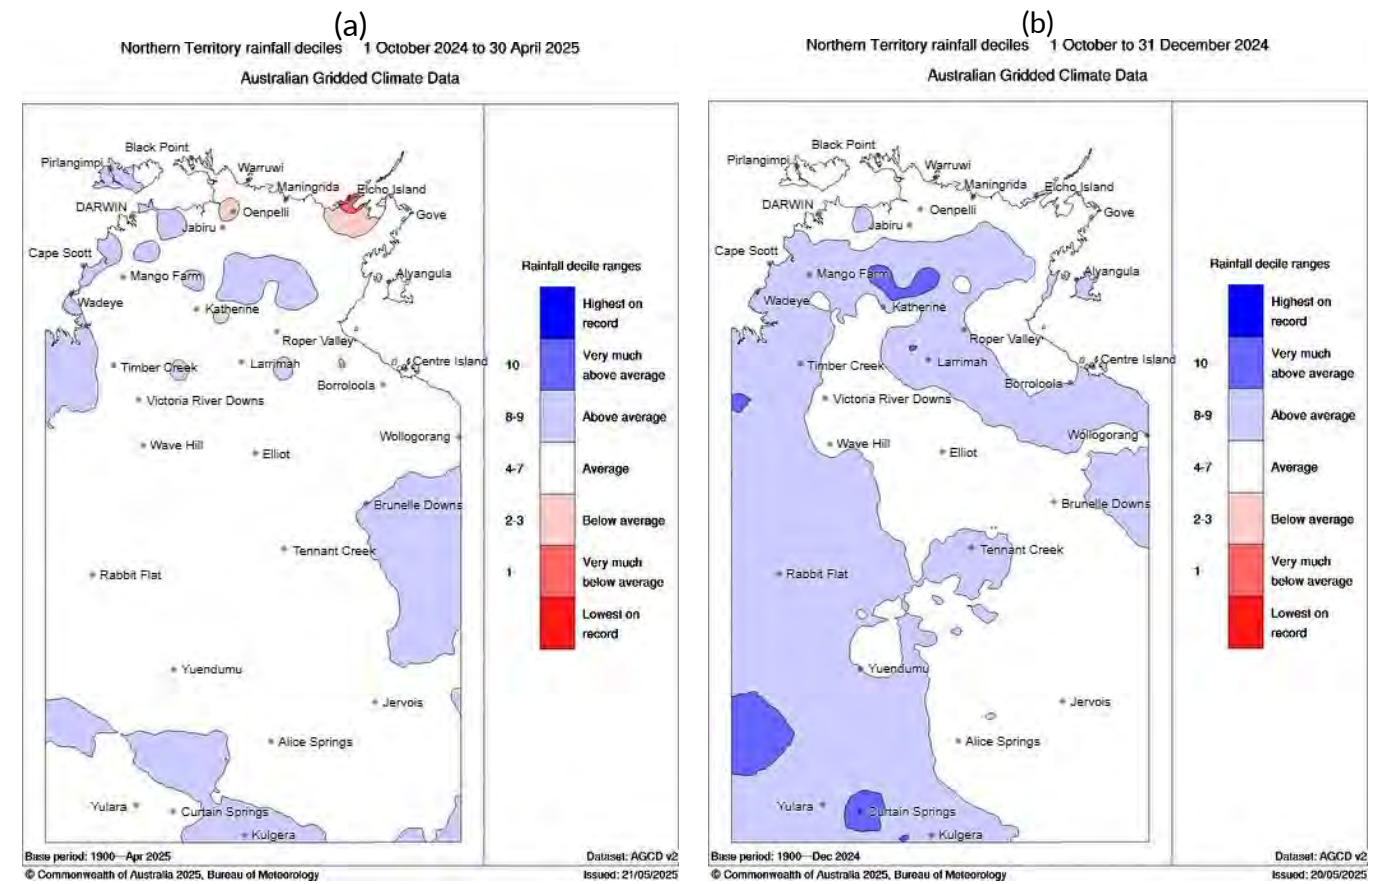 (a)
Northern Territory rainfall deciles 1 October 2024 to 30 April 2025
Australian Gridded Climate Data
Black Point
Pirlangimpi
Warruwi
Maningrida
Elcho Island
DARWIN
Oenpelli
Gove
Jabiru
Cape Scott
Mango Farm
Alyangula
Wadeye
Katherine
Roper Valley
Timber Creek
Larrimah
Centre Island
Borroloola
Victoria River Downs
Wollogorang
Wave Hill
Elliot
Brunelle Downs
Tennant Creek
Rabbit Flat
Yuendumu
Jervois
Alice Springs
Yulara
Curtain Springs
Kulgera
Rainfall decile ranges
Highest on
record
10
Very much
above average
8-9
Above average
4-7
Average
2-3
Below average
1
Very much
below average
Lowest on
record
Base period: 1900—Apr 2025
Dataset: AGCD v2
© Commonwealth of Australia 2025, Bureau of Meteorology
Issued: 21/05/2025
(b)
Northern Territory rainfall deciles 1 October to 31 December 2024
Australian Gridded Climate Data
Black Point
Pirlangimpi
Warruwi
Maningrida
Elcho Island
DARWIN
Oenpelli
Gove
Jabiru
Cape Scott
Mango Farm
Alyangula
Wadeye
Katherine
Roper Valley
Timber Creek
Larrimah
Centre Island
Borroloola
Victoria River Downs
Wollogorang
Wave Hill
Elliot
Brunelle Downs
Tennant Creek
Rabbit Flat
Yuendumu
Jervois
Alice Springs
Yulara
Curtain Springs
Kulgera
Rainfall decile ranges
Highest on
record
10
Very much
above average
8-9
Above average
4-7
Average
2-3
Below average
1
Very much
below average
Lowest on
record
Base period: 1900—Dec 2024
Dataset: AGCD v2
© Commonwealth of Australia 2025, Bureau of Meteorology
Issued: 20/05/2025